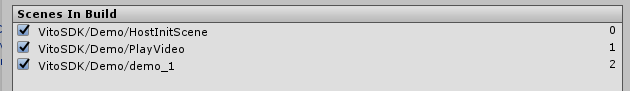 Scenes In Build
VitoSDK/Demo/HostInitScene 0
VitoSDK/Demo/PlayVideo 1
VitoSDK/Demo/demo_1 2